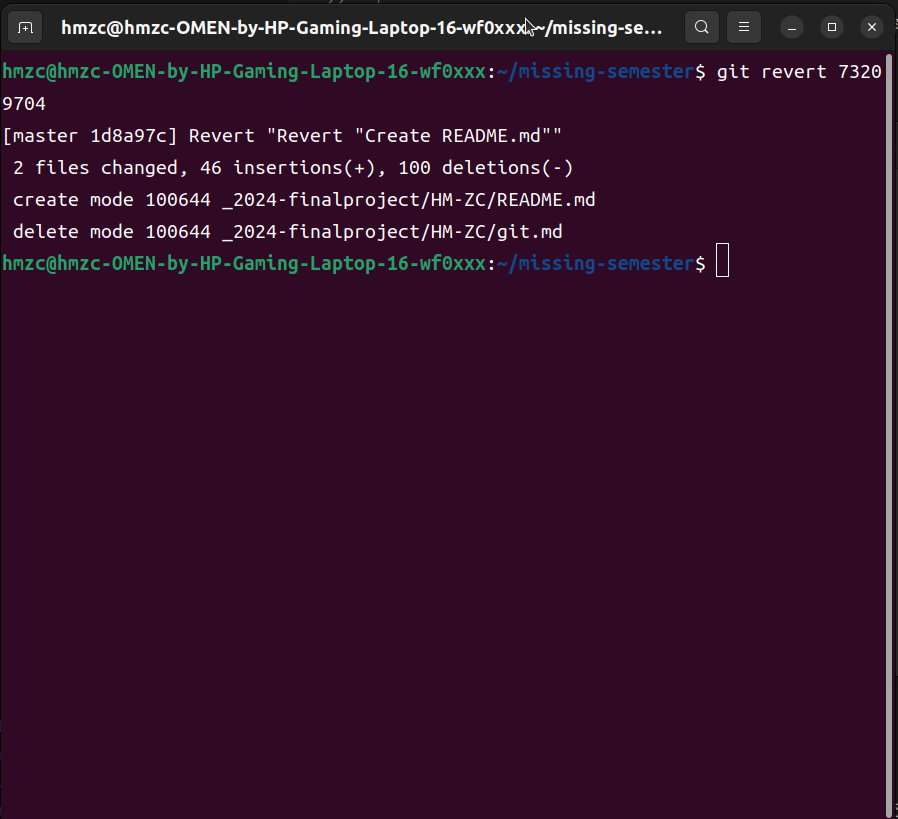 hmzc@hmzc-OMEN-by-HP-Gaming-Laptop-16-wf0xxx:~/missing-se...
hmzc@hmzc-OMEN-by-HP-Gaming-Laptop-16-wf0xxx:~/missing-semester$ git revert 7320
9704
[master 1d8a97c] Revert "Revert "Create README.md""
 2 files changed, 46 insertions(+), 100 deletions(-)
 create mode 100644 _2024-finalproject/HM-ZC/README.md
 delete mode 100644 _2024-finalproject/HM-ZC/git.md
hmzc@hmzc-OMEN-by-HP-Gaming-Laptop-16-wf0xxx:~/missing-semester$